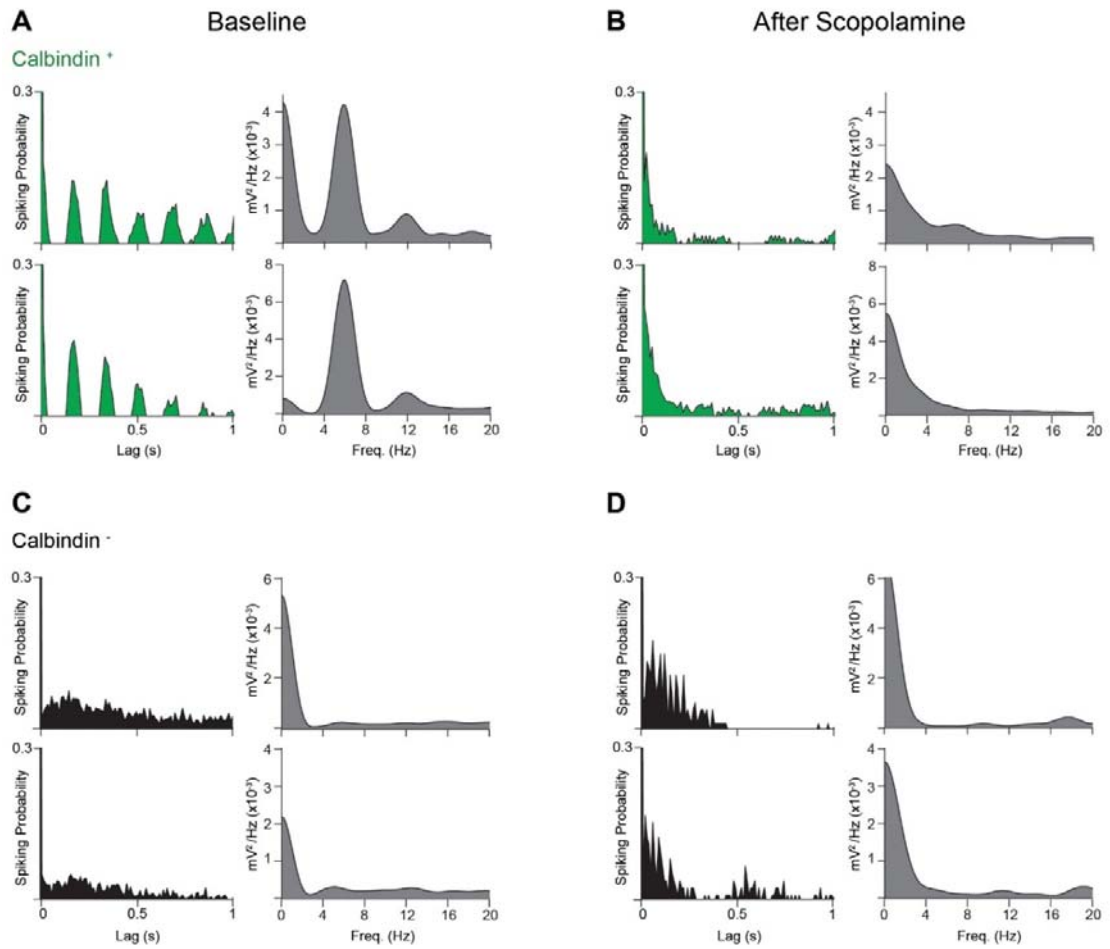 A Baseline
B After Scopolamine
Calbindin +
0.3
Spiking Probability
mV²/Hz (x10⁻³)
4
3
2
1
0.3
Spiking Probability
mV²/Hz (x10⁻³)
4
3
2
1
0.3
Spiking Probability
0 0.5 1
Lag (s)
mV²/Hz (x10⁻³)
8
6
4
2
0 4 8 12 16 20
Freq. (Hz)
0.3
Spiking Probability
0 0.5 1
Lag (s)
mV²/Hz (x10⁻³)
8
6
4
2
0 4 8 12 16 20
Freq. (Hz)
C
D
Calbindin -
0.3
Spiking Probability
mV²/Hz (x10⁻³)
6
4
2
0.3
Spiking Probability
mV²/Hz (x10⁻³)
6
4
2
0.3
Spiking Probability
0 0.5 1
Lag (s)
mV²/Hz (x10⁻³)
4
3
2
1
0 4 8 12 16 20
Freq. (Hz)
0.3
Spiking Probability
0 0.5 1
Lag (s)
mV²/Hz (x10⁻³)
4
3
2
1
0 4 8 12 16 20
Freq. (Hz)